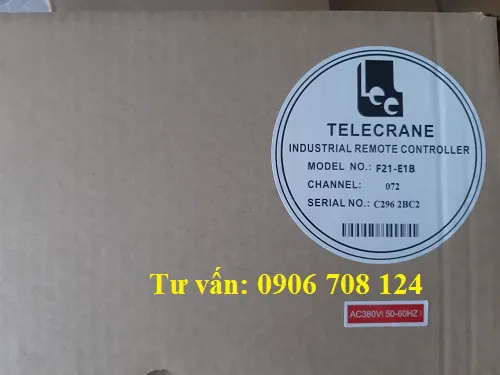 Lee
TELECRANE
INDUSTRIAL REMOTE CONTROLLER
MODEL NO.: F21-E1B
CHANNEL: 072
SERIAL NO.: C296 2BC2
Tư vấn: 0906 708 124
AC380V( 50-60HZ )